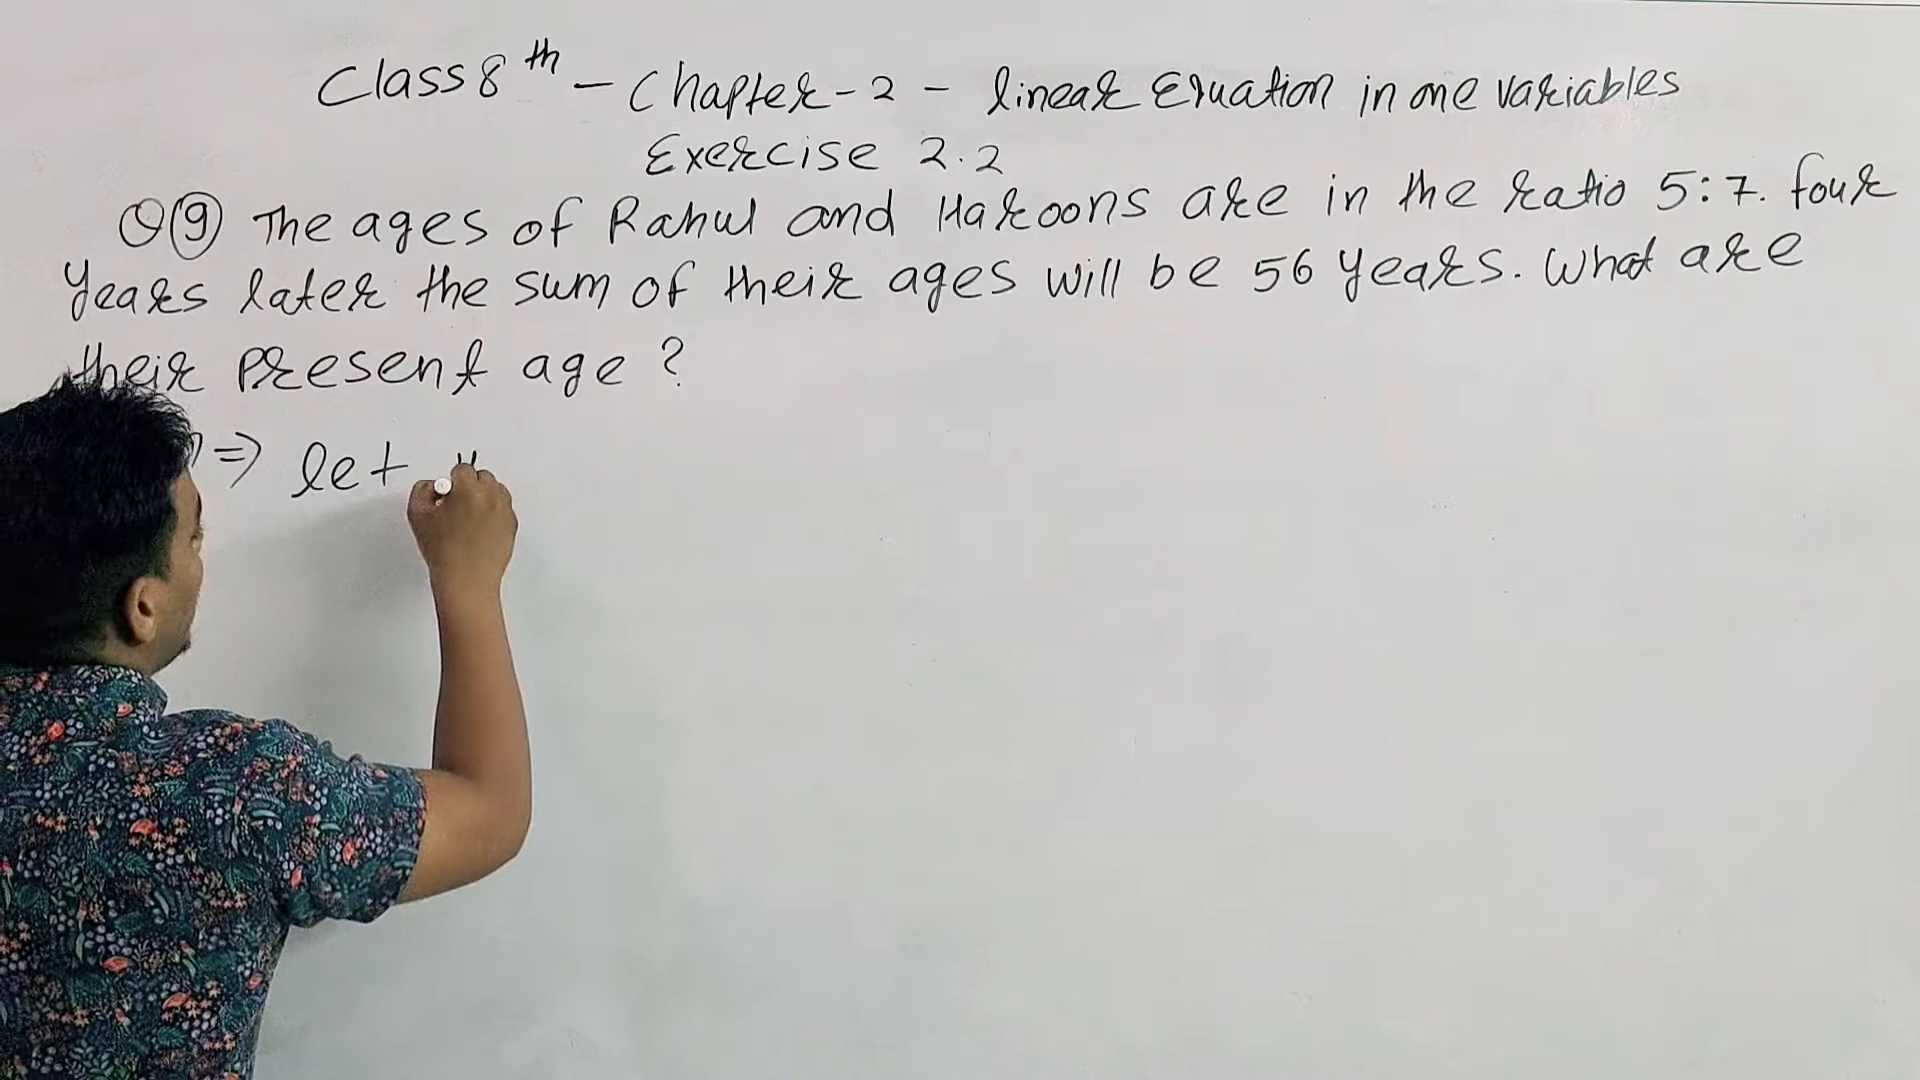 Class 8th - Chapter-2 - linear Equation in one variables
Exercise 2.2
Q(9) The ages of Rahul and Haroons are in the ratio 5:7. four
Years later the sum of their ages will be 56 years. What are
their present age ?
=> let